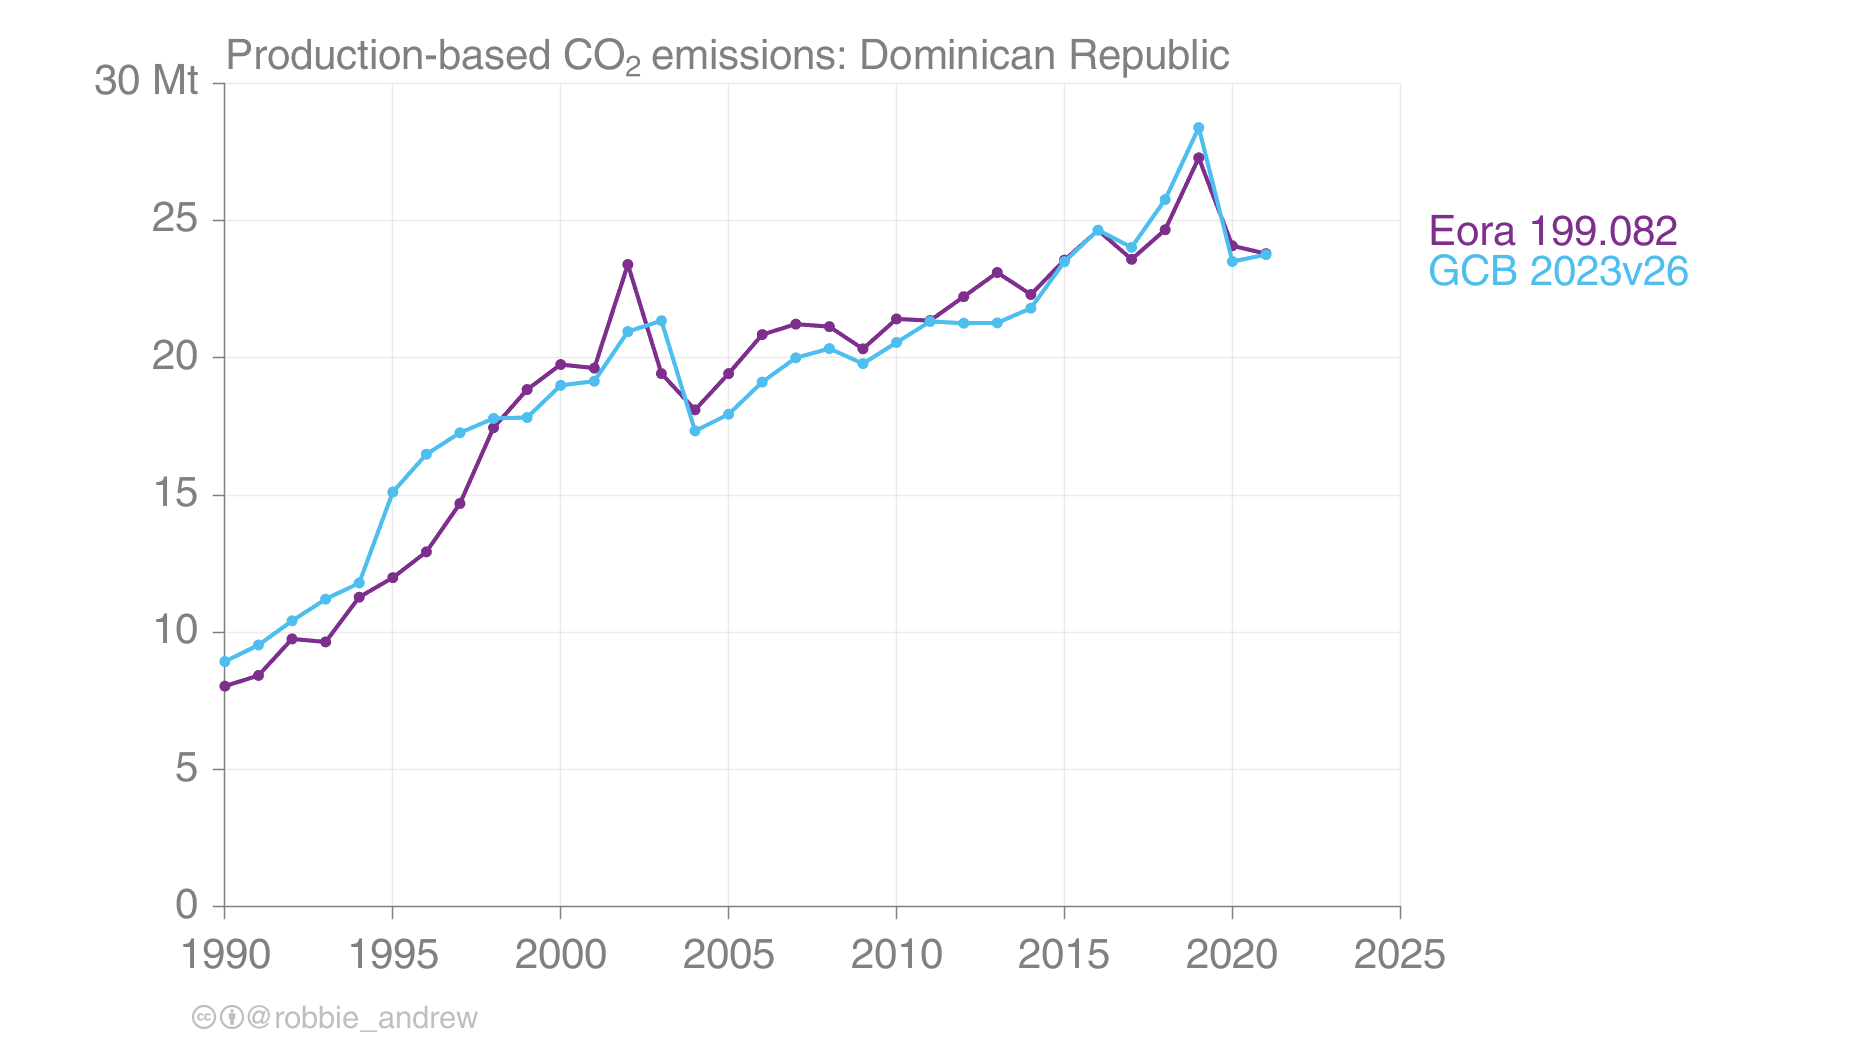 Production-based CO₂ emissions: Dominican Republic
30 Mt
25
20
15
10
5
0
1990 1995 2000 2005 2010 2015 2020 2025
Eora 199.082
GCB 2023v26
@robbie_andrew